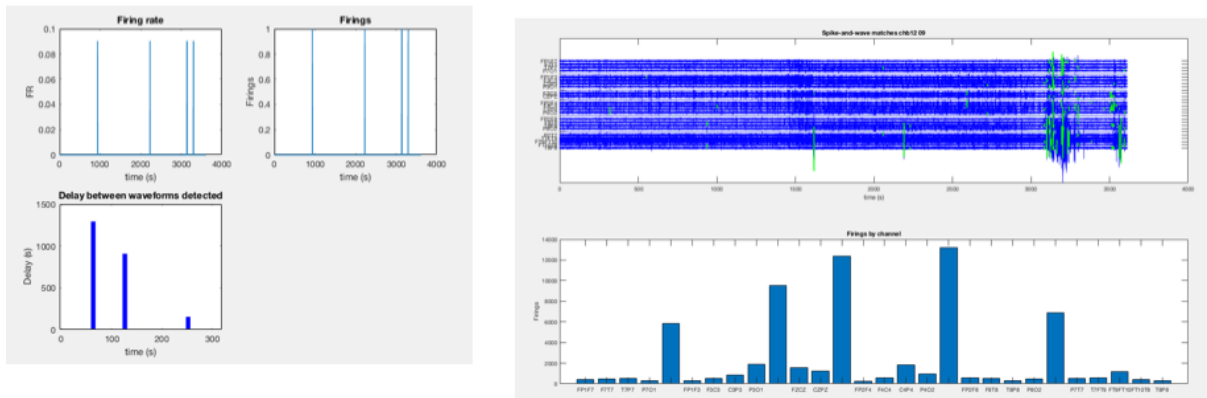 Firing rate
Firings
FR
0.1
0.08
0.06
0.04
0.02
0
0 1000 2000 3000 4000
time (s)
Firings
1
0.8
0.6
0.4
0.2
0
0 1000 2000 3000 4000
time (s)
Delay between waveforms detected
Delay (s)
1500
1000
500
0
0 100 200 300
time (s)
Spike-and-wave matches chb12 09
0 500 1000 1500 2000 2500 3000 3500 4000
time (s)
Firings by channel
Firings
14000
12000
10000
8000
6000
4000
2000
0
FP1F7 F7T7 T7P7 P7O1 FP1F3 F3C3 C3P3 P3O1 FZCZ CZPZ FP2F4 F4C4 C4P4 P4O2 FP2F8 F8T8 T8P8 P8O2 P7T7 T7FT9 FT9FT10 FT10T8 T8P8